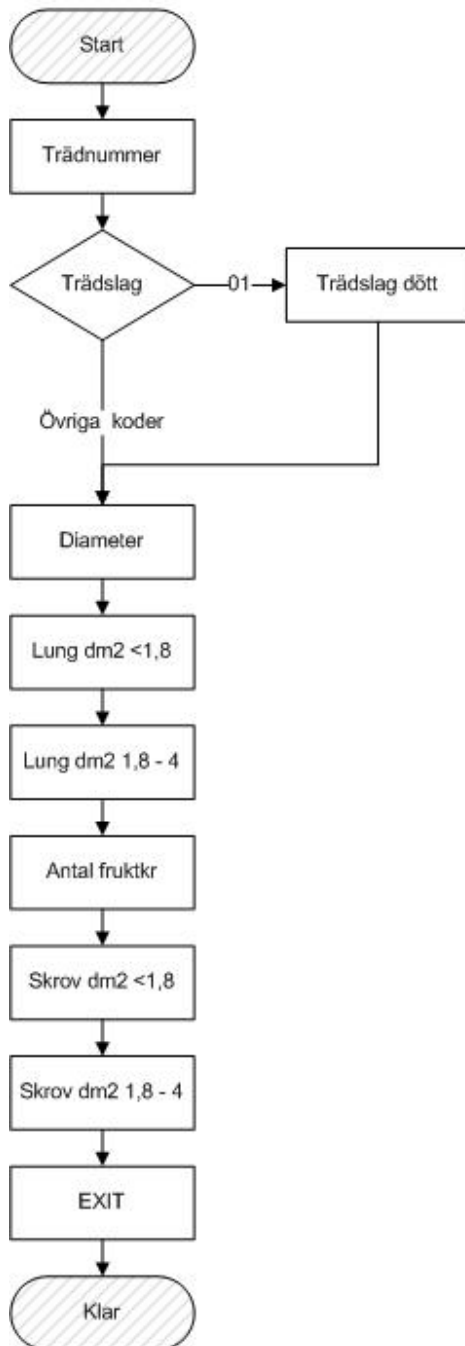 Start
Trädnummer
Trädslag
01
Trädslag dött
Övriga koder
Diameter
Lung dm2 <1,8
Lung dm2 1,8 - 4
Antal fruktkr
Skrov dm2 <1,8
Skrov dm2 1,8 - 4
EXIT
Klar